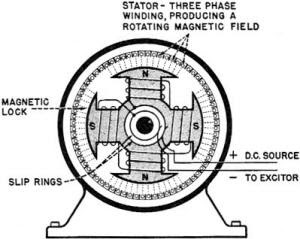 STATOR - THREE PHASE
WINDING, PRODUCING A
ROTATING MAGNETIC FIELD
MAGNETIC
LOCK
N
S
S
N
+ D.C. SOURCE
- TO EXCITOR
SLIP RINGS